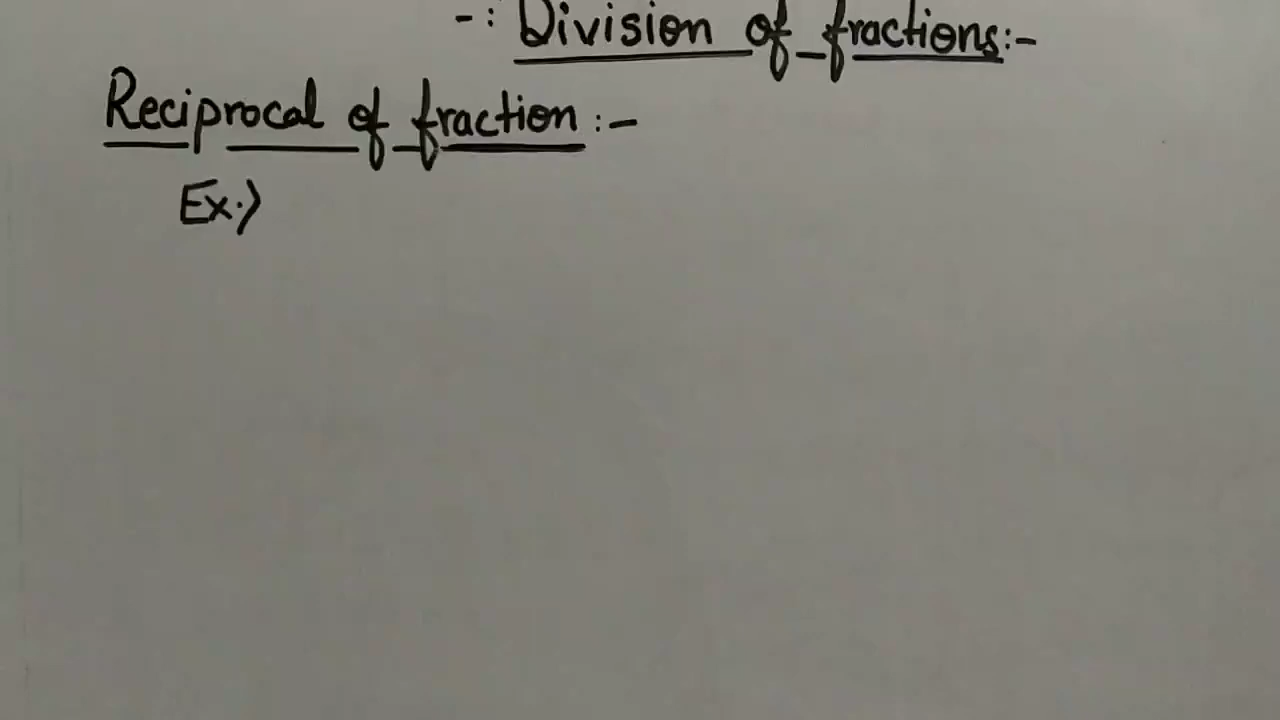 -: Division of fractions:-
Reciprocal of fraction :-
Ex.>